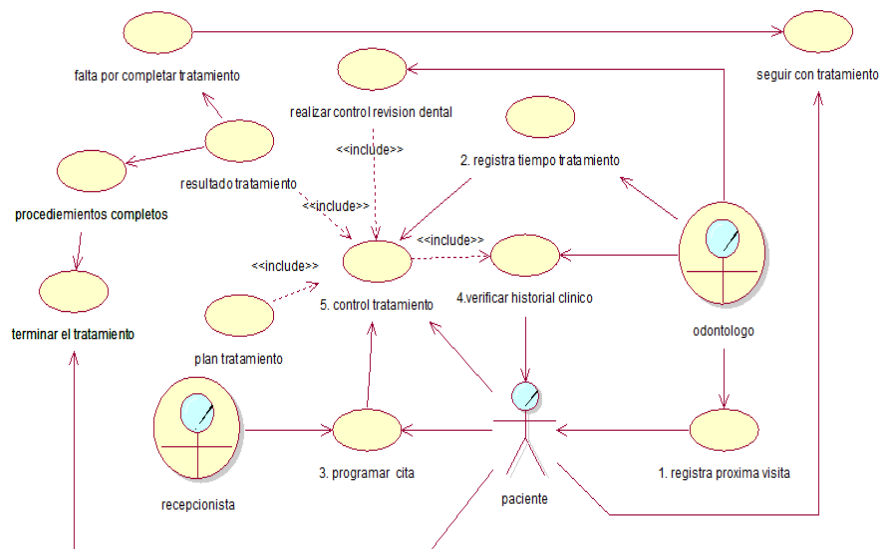 falta por completar tratamiento
seguir con tratamiento
realizar control revision dental
<<include>>
2. registra tiempo tratamiento
resultado tratamiento
procediemientos completos
<<include>>
<<include>>
<<include>>
5. control tratamiento
4.verificar historial clinico
terminar el tratamiento
plan tratamiento
odontologo
recepcionista
3. programar cita
paciente
1. registra proxima visita